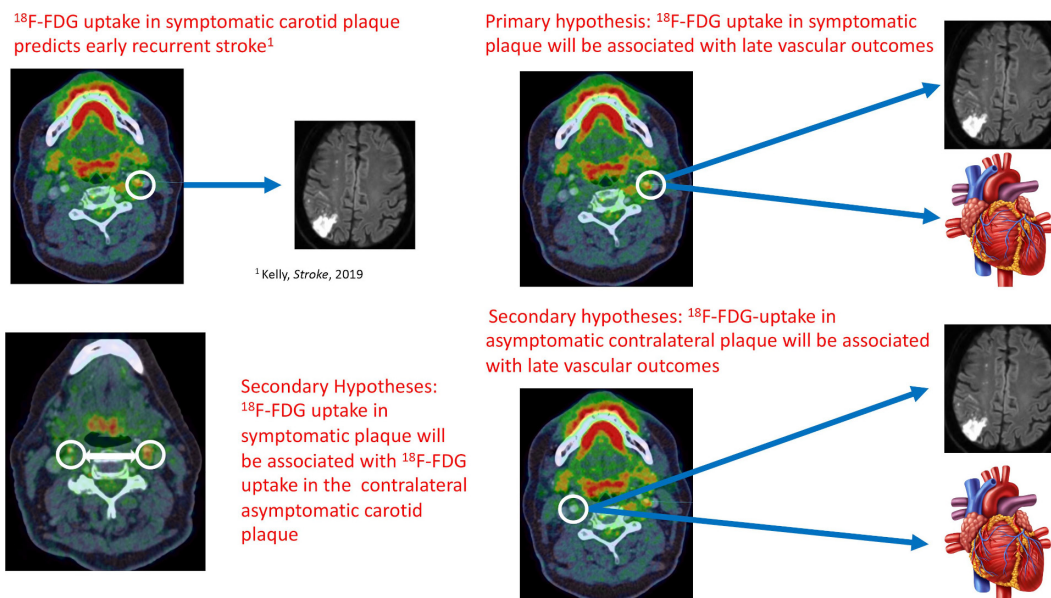 ¹⁸F-FDG uptake in symptomatic carotid plaque
predicts early recurrent stroke¹
¹ Kelly, Stroke, 2019
Primary hypothesis: ¹⁸F-FDG uptake in symptomatic
plaque will be associated with late vascular outcomes
Secondary Hypotheses:
¹⁸F-FDG uptake in
symptomatic plaque will
be associated with ¹⁸F-FDG
uptake in the contralateral
asymptomatic carotid
plaque
Secondary hypotheses: ¹⁸F-FDG-uptake in
asymptomatic contralateral plaque will be associated
with late vascular outcomes